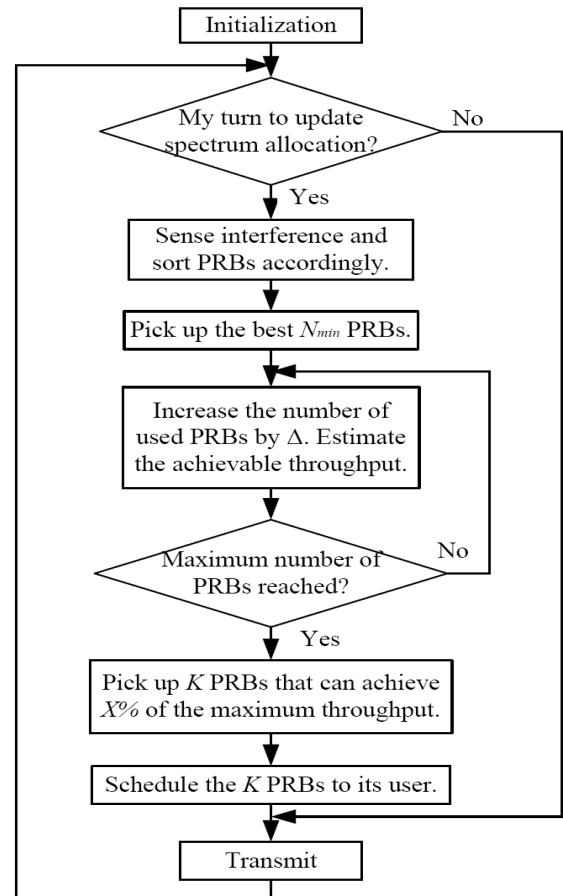 Initialization
My turn to update
spectrum allocation?
No
Yes
Sense interference and
sort PRBs accordingly.
Pick up the best Nmin PRBs.
Increase the number of
used PRBs by Δ. Estimate
the achievable throughput.
Maximum number of
PRBs reached?
No
Yes
Pick up K PRBs that can achieve
X% of the maximum throughput.
Schedule the K PRBs to its user.
Transmit